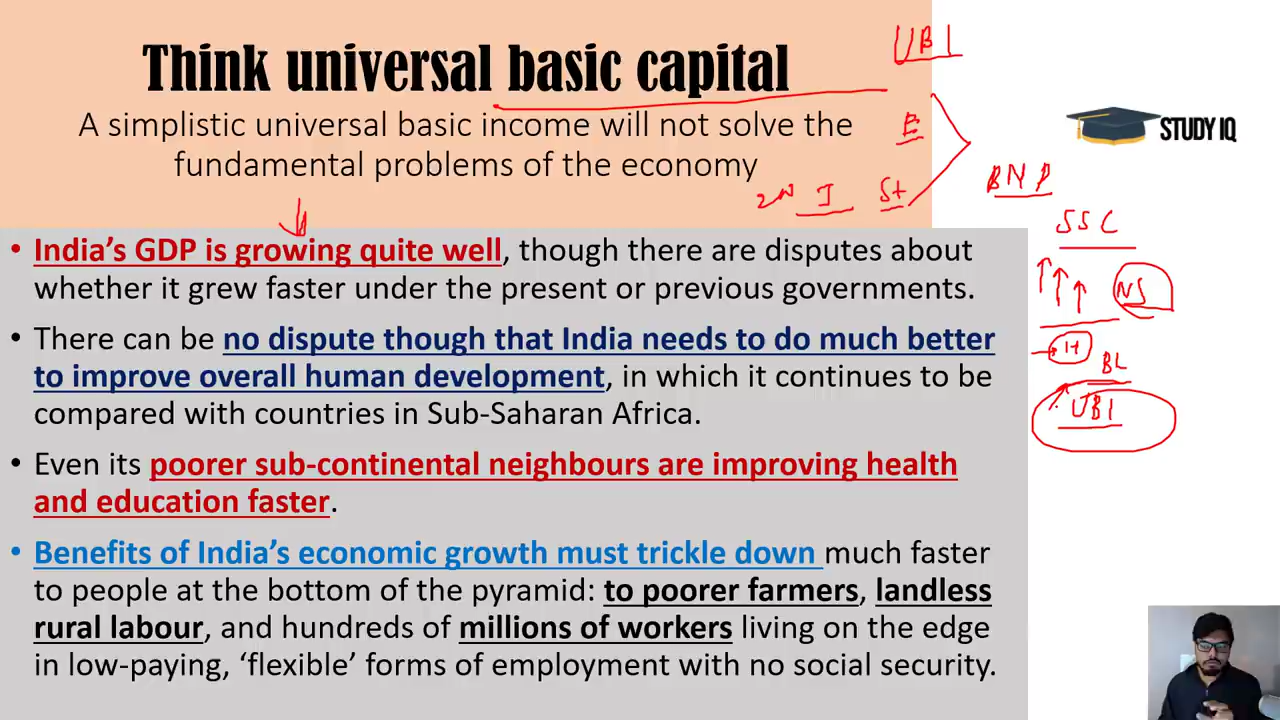 Think universal basic capital
UBI
A simplistic universal basic income will not solve the
fundamental problems of the economy
E
I St
STUDY IQ
BNP
SSC
NS
H
BL
UBI
• India's GDP is growing quite well, though there are disputes about
whether it grew faster under the present or previous governments.
• There can be no dispute though that India needs to do much better
to improve overall human development, in which it continues to be
compared with countries in Sub-Saharan Africa.
• Even its poorer sub-continental neighbours are improving health
and education faster.
• Benefits of India's economic growth must trickle down much faster
to people at the bottom of the pyramid: to poorer farmers, landless
rural labour, and hundreds of millions of workers living on the edge
in low-paying, 'flexible' forms of employment with no social security.